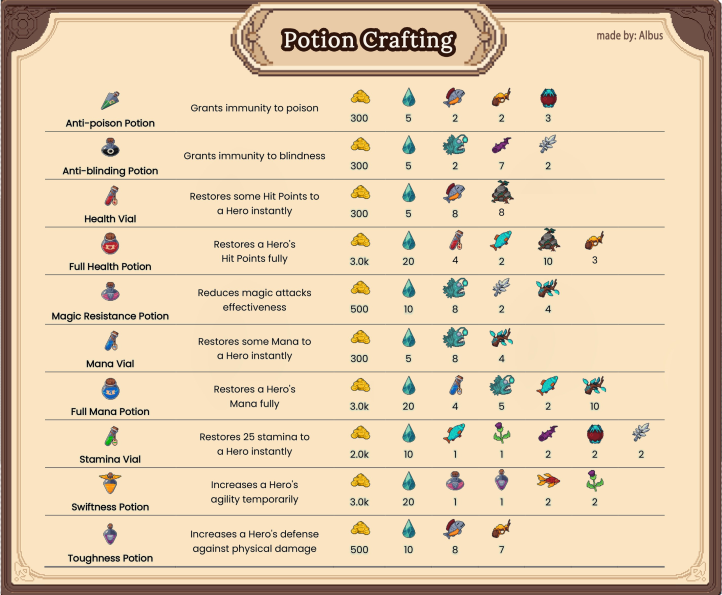 Potion Crafting
made by: Albus
Anti-poison Potion
Grants immunity to poison
300 5 2 2 3
Anti-blinding Potion
Grants immunity to blindness
300 5 2 7 2
Health Vial
Restores some Hit Points to
a Hero instantly
300 5 8 8
Full Health Potion
Restores a Hero's
Hit Points fully
3.0k 20 4 2 10 3
Magic Resistance Potion
Reduces magic attacks
effectiveness
500 10 8 2 4
Mana Vial
Restores some Mana to
a Hero instantly
300 5 8 4
Full Mana Potion
Restores a Hero's
Mana fully
3.0k 20 4 5 2 10
Stamina Vial
Restores 25 stamina to
a Hero instantly
2.0k 10 1 1 2 2 2
Swiftness Potion
Increases a Hero's
agility temporarily
3.0k 20 1 1 2 2
Toughness Potion
Increases a Hero's defense
against physical damage
500 10 8 7